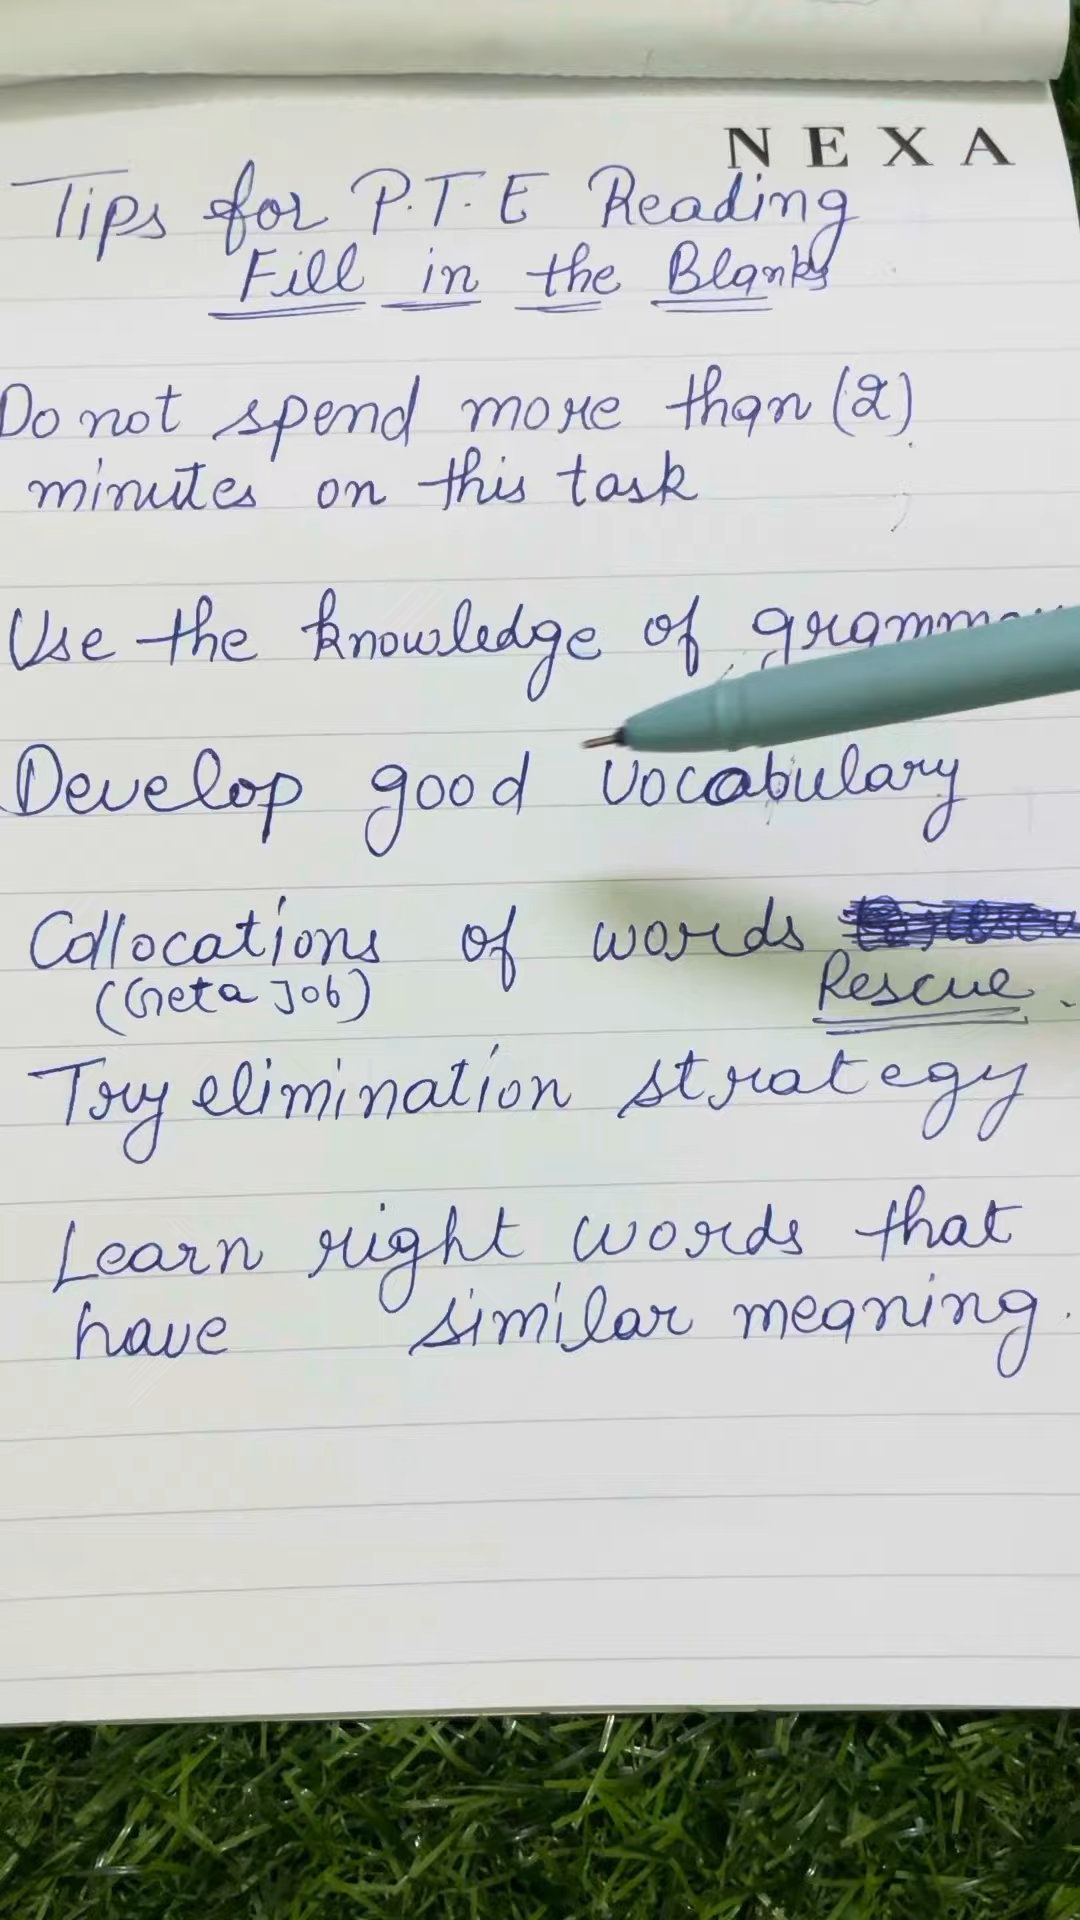 NEXA
Tips for P.T.E Reading
Fill in the Blanks
Do not spend more than (2)
minutes on this task
Use the knowledge of
Develop good vocabulary
Collocations of words
(Get a Job)
Rescue.
Try elimination strategy
Learn right words that
have similar meaning.